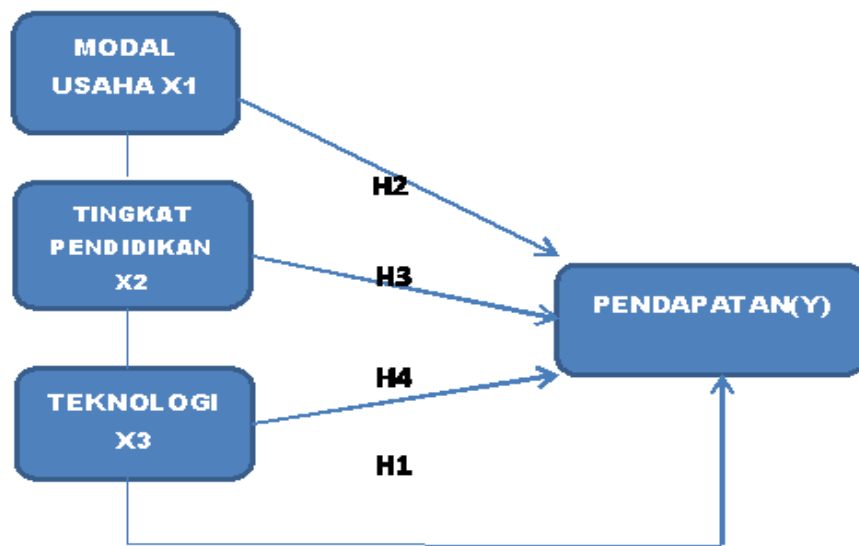 MODAL
USAHA X1
H2
TINGKAT
PENDIDIKAN
X2
H3
PENDAPATAN(Y)
TEKNOLOGI
X3
H4
H1